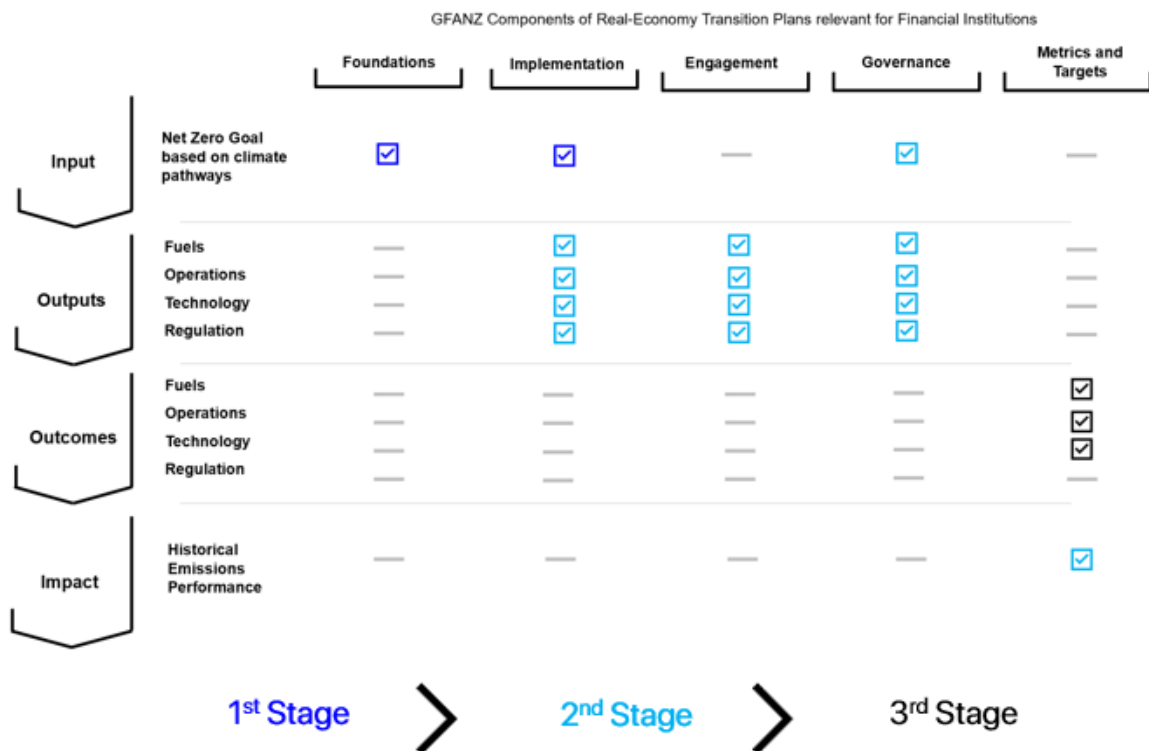 GFANZ Components of Real-Economy Transition Plans relevant for Financial Institutions
Foundations
Implementation
Engagement
Governance
Metrics and
Targets
Input
Net Zero Goal
based on climate
pathways
Outputs
Fuels
Operations
Technology
Regulation
Outcomes
Fuels
Operations
Technology
Regulation
Impact
Historical
Emissions
Performance
1st Stage
2nd Stage
3rd Stage